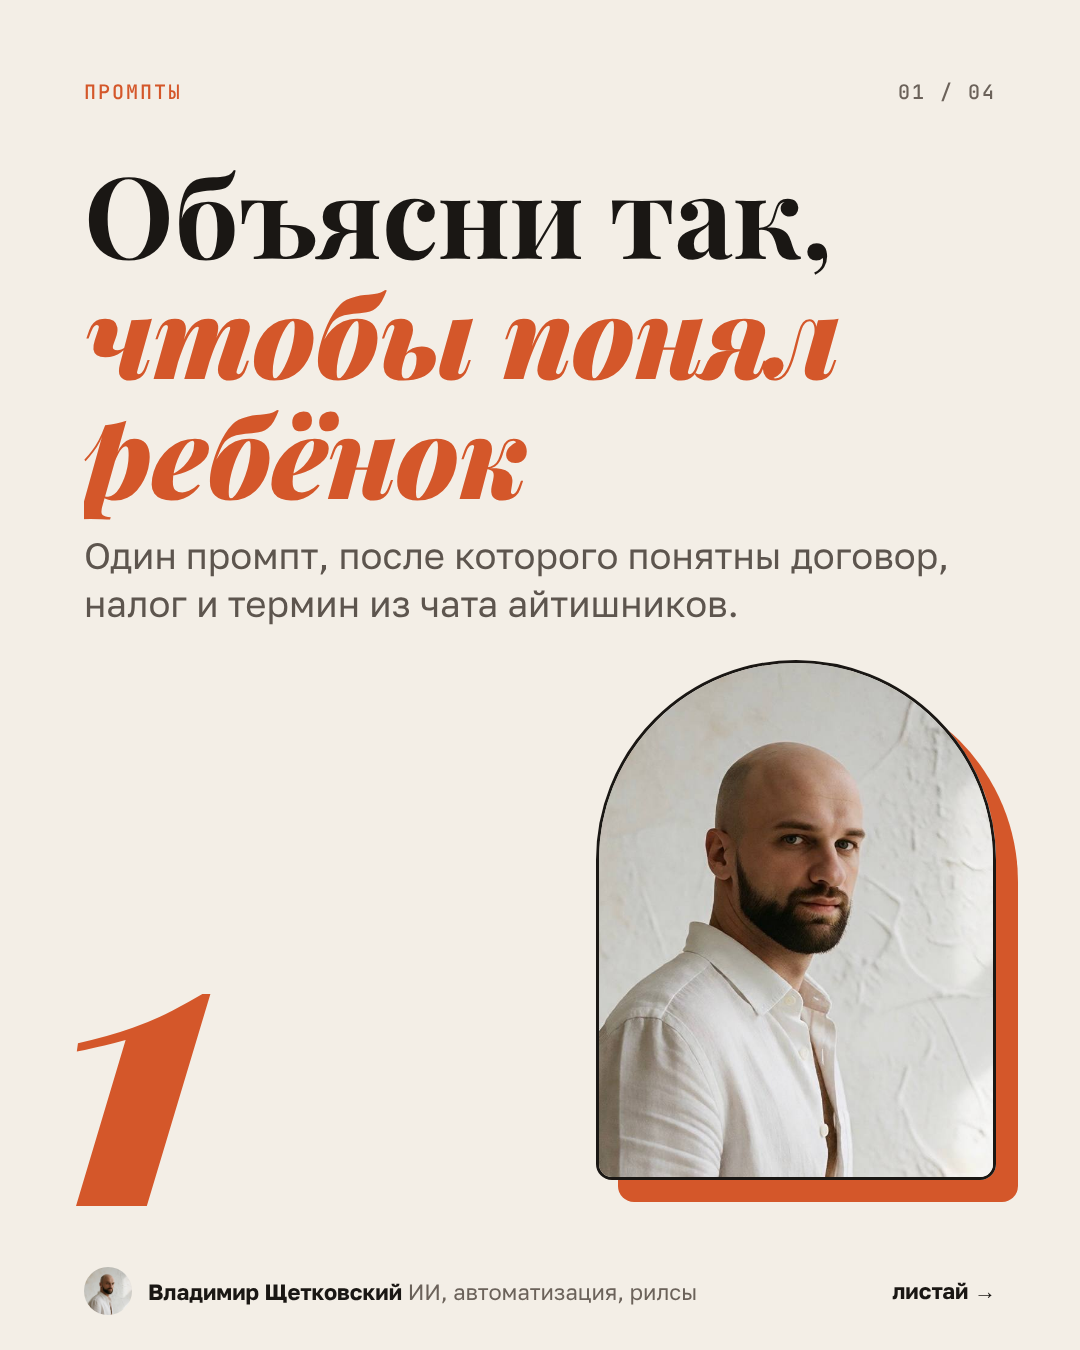 ПРОМПТЫ
01 / 04
Объясни так,
чтобы понял
ребёнок
Один промпт, после которого понятны договор,
налог и термин из чата айтишников.
1
Владимир Щетковский ИИ, автоматизация, рилсы
листай →